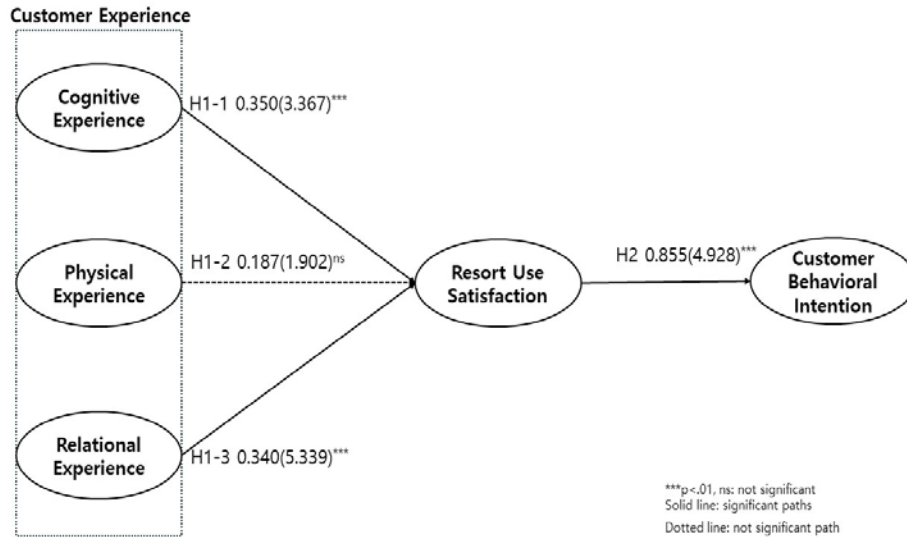 Customer Experience
Cognitive
Experience
H1-1 0.350(3.367)***
Physical
Experience
H1-2 0.187(1.902)ns
Resort Use
Satisfaction
H2 0.855(4.928)***
Customer
Behavioral
Intention
Relational
Experience
H1-3 0.340(5.339)***
***p<.01, ns: not significant
Solid line: significant paths
Dotted line: not significant path